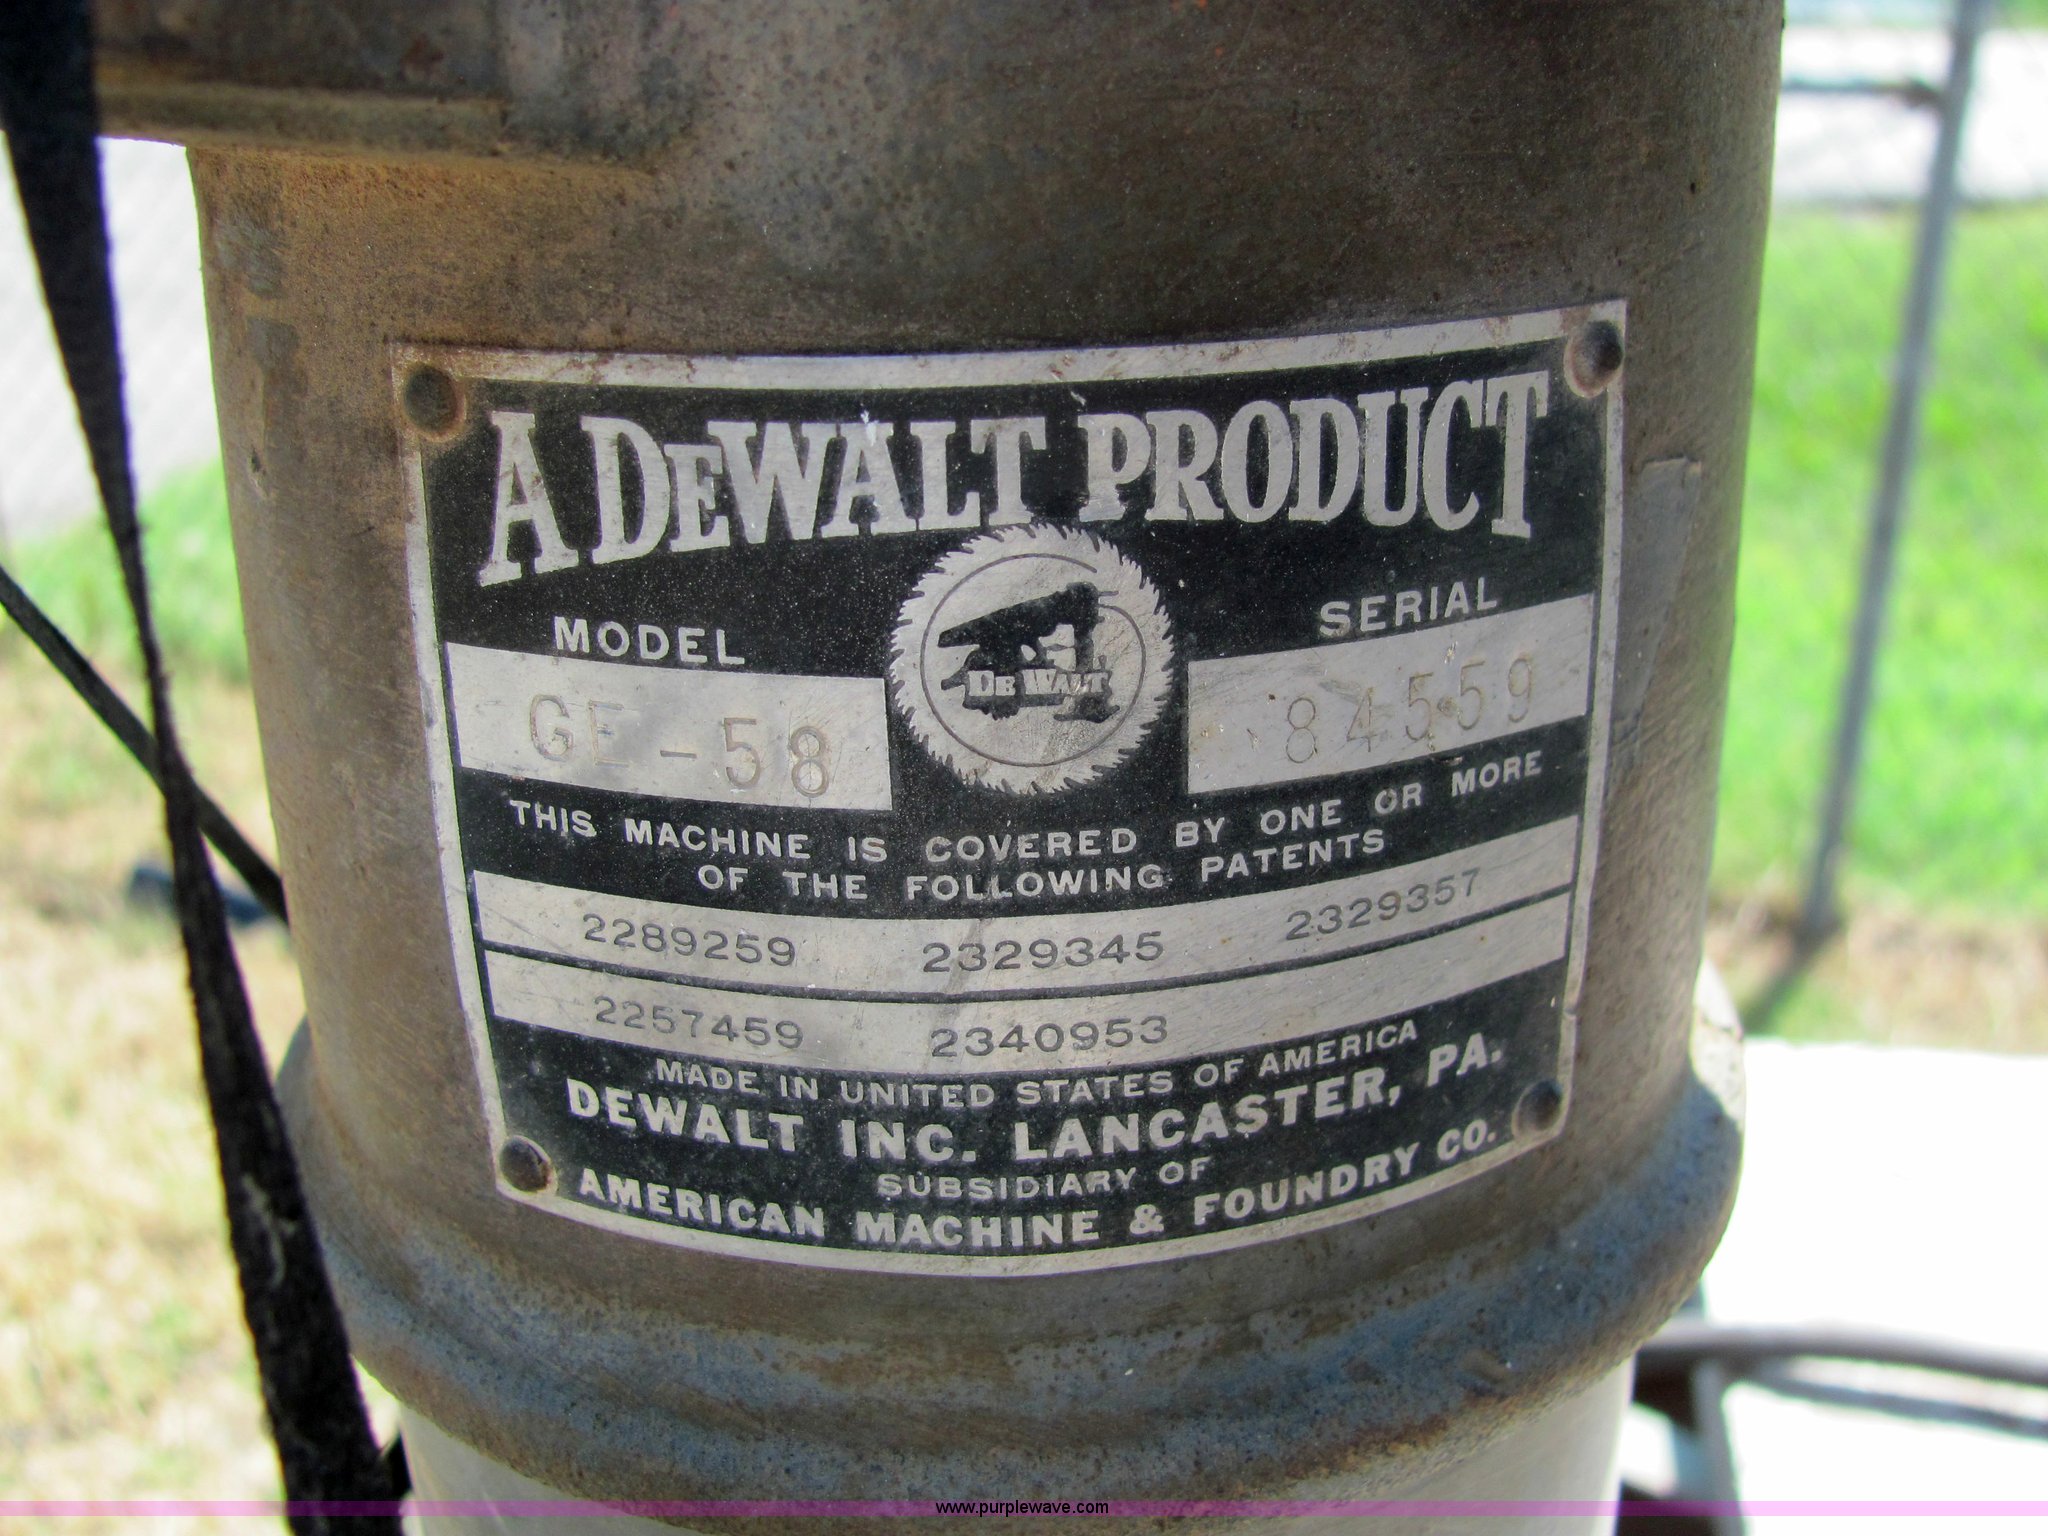 A DEWALT PRODUCT
MODEL
SERIAL
DE WALT
GE-58
84559
THIS MACHINE IS COVERED BY ONE OR MORE
OF THE FOLLOWING PATENTS
2289259 2329345 2329357
2257459 2340953
MADE IN UNITED STATES OF AMERICA
DEWALT INC. LANCASTER, PA.
SUBSIDIARY OF
AMERICAN MACHINE & FOUNDRY CO.
www.purplewave.com